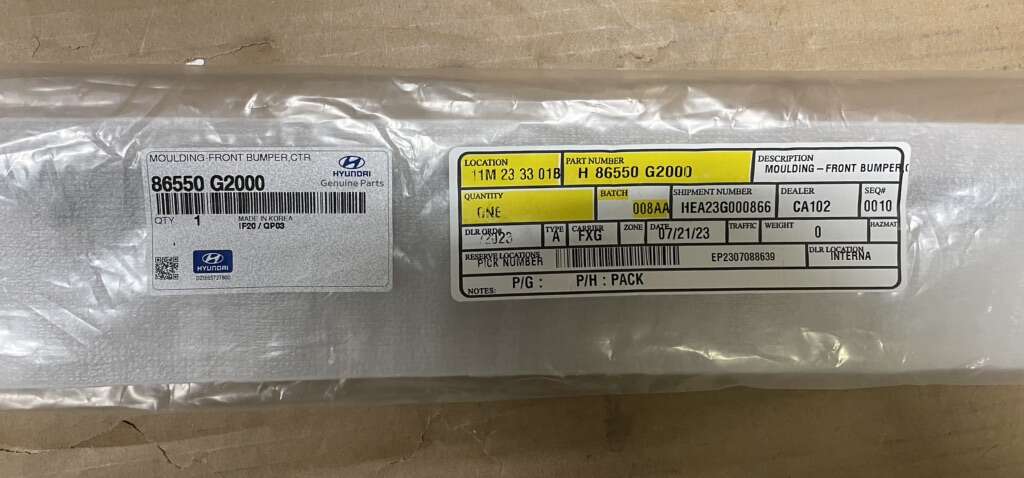 MOULDING-FRONT BUMPER,CTR
86550 G2000
HYUNDAI
Genuine Parts
QTY 1
MADE IN KOREA
IF20 / QP03
HYUNDAI
LOCATION
11M 23 33 01B
PART NUMBER
H 86550 G2000
DESCRIPTION
MOULDING-FRONT BUMPER,
QUANTITY
ONE
BATCH
008AA
SHIPMENT NUMBER
HEA23G000866
DEALER
CA102
SEQ#
0010
DLR ORD#
72023
TYPE
A
CARRIER
FXG
ZONE
DATE
07/21/23
TRAFFIC
WEIGHT
0
HAZMAT
RESERVE LOCATIONS
PICK NUMBER
EP2307088639
DLR LOCATION
INTERNA
NOTES:
P/G : P/H : PACK